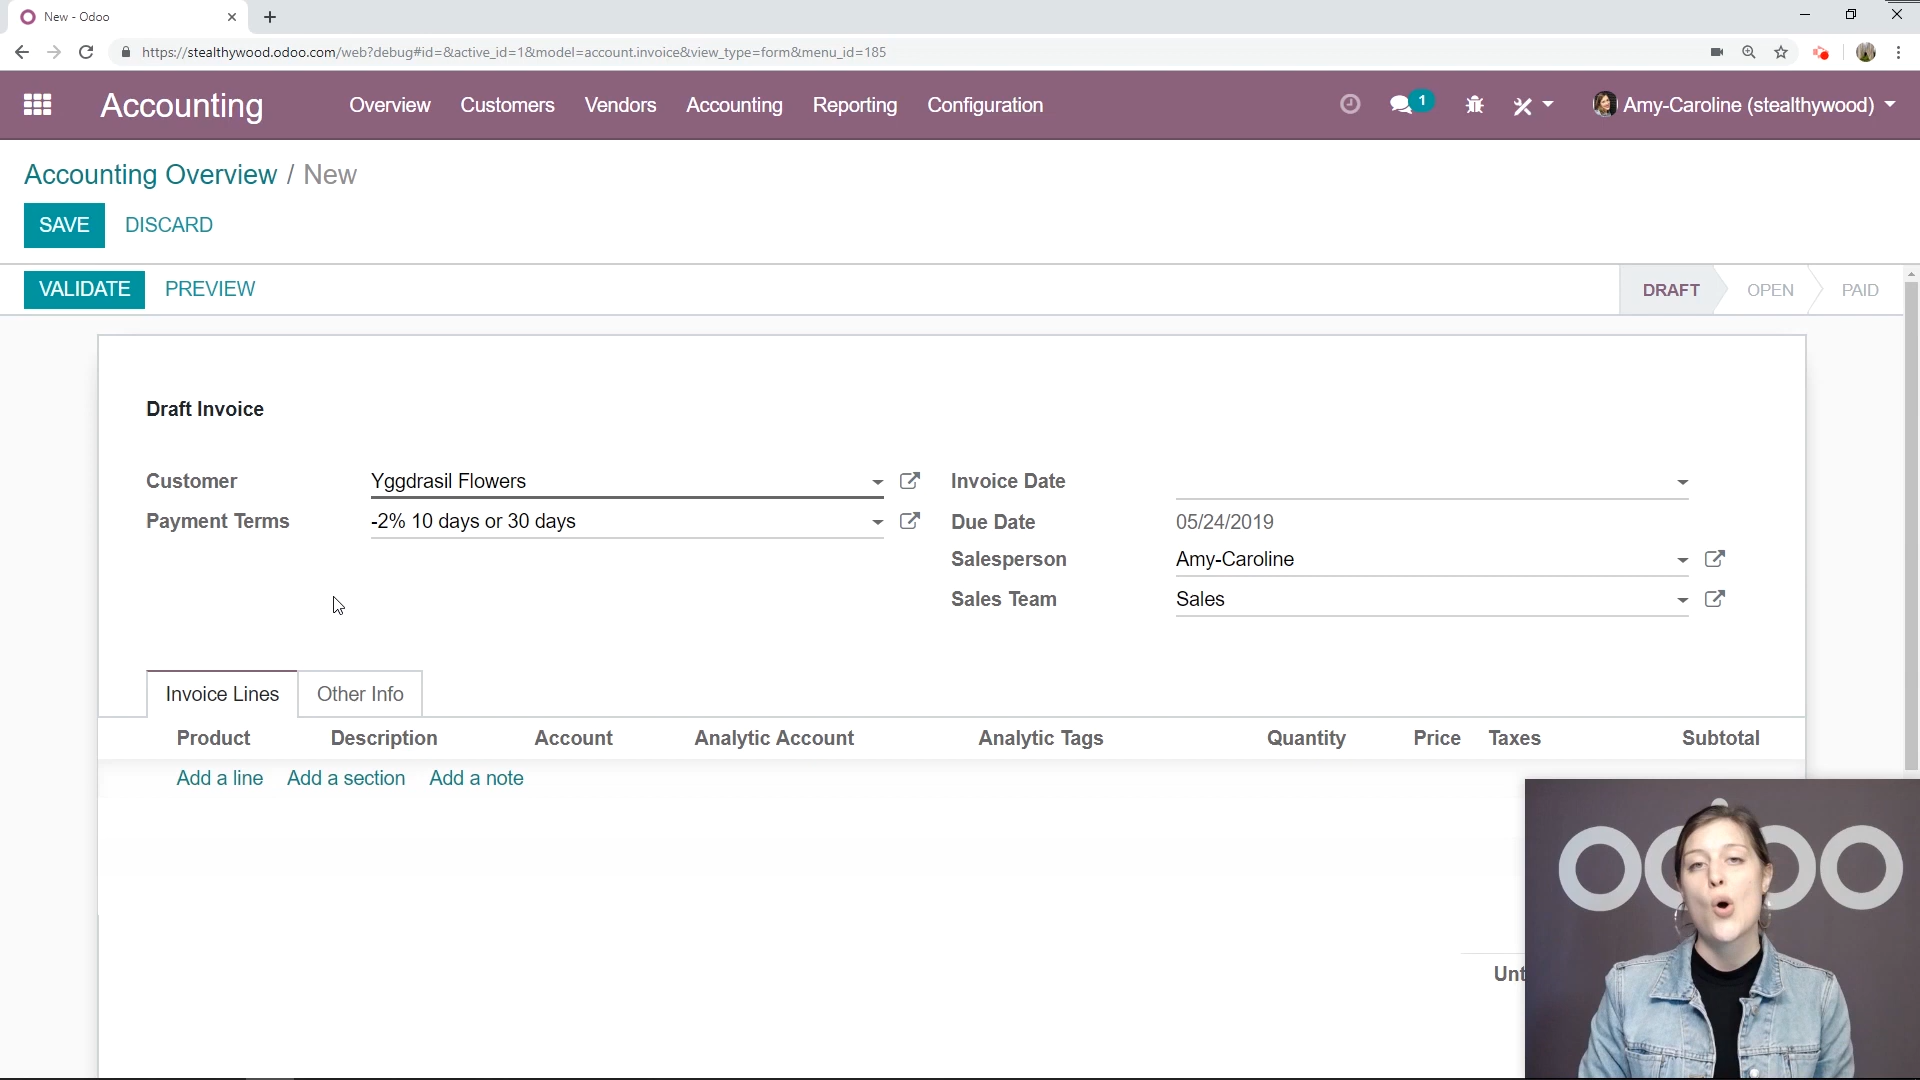 New - Odoo
https://stealthywood.odoo.com/web?debug#id=&active_id=1&model=account.invoice&view_type=form&menu_id=185
Accounting Overview Customers Vendors Accounting Reporting Configuration 1 Amy-Caroline (stealthywood)
Accounting Overview / New
SAVE DISCARD
VALIDATE PREVIEW DRAFT OPEN PAID
Draft Invoice
Customer Yggdrasil Flowers Invoice Date
Payment Terms -2% 10 days or 30 days Due Date 05/24/2019
Salesperson Amy-Caroline
Sales Team Sales
Invoice Lines Other Info
Product Description Account Analytic Account Analytic Tags Quantity Price Taxes Subtotal
Add a line Add a section Add a note
odoo
Unt